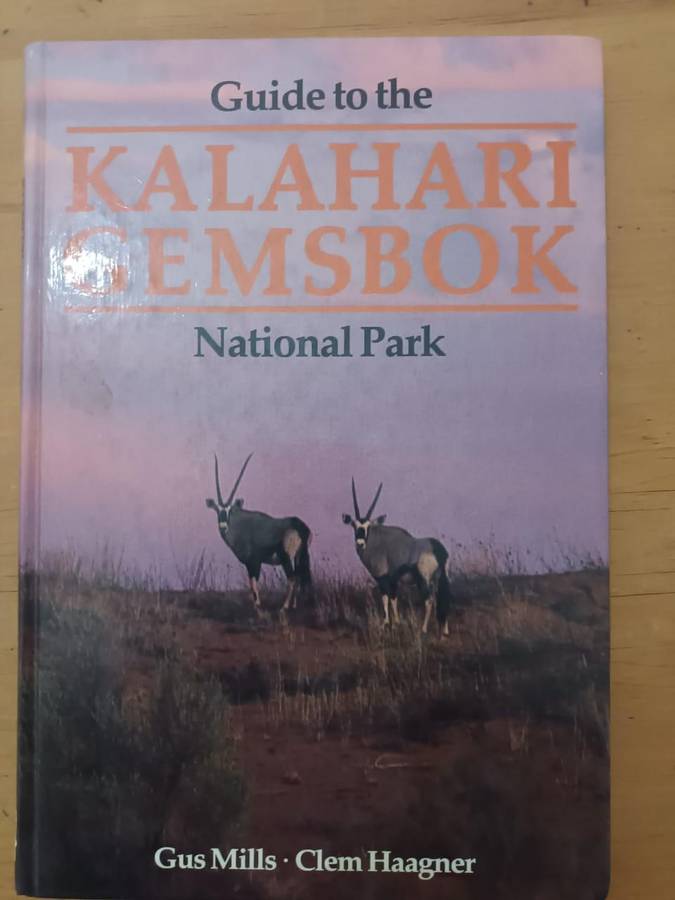 Guide to the
KALAHARI
GEMSBOK
National Park
Gus Mills · Clem Haagner